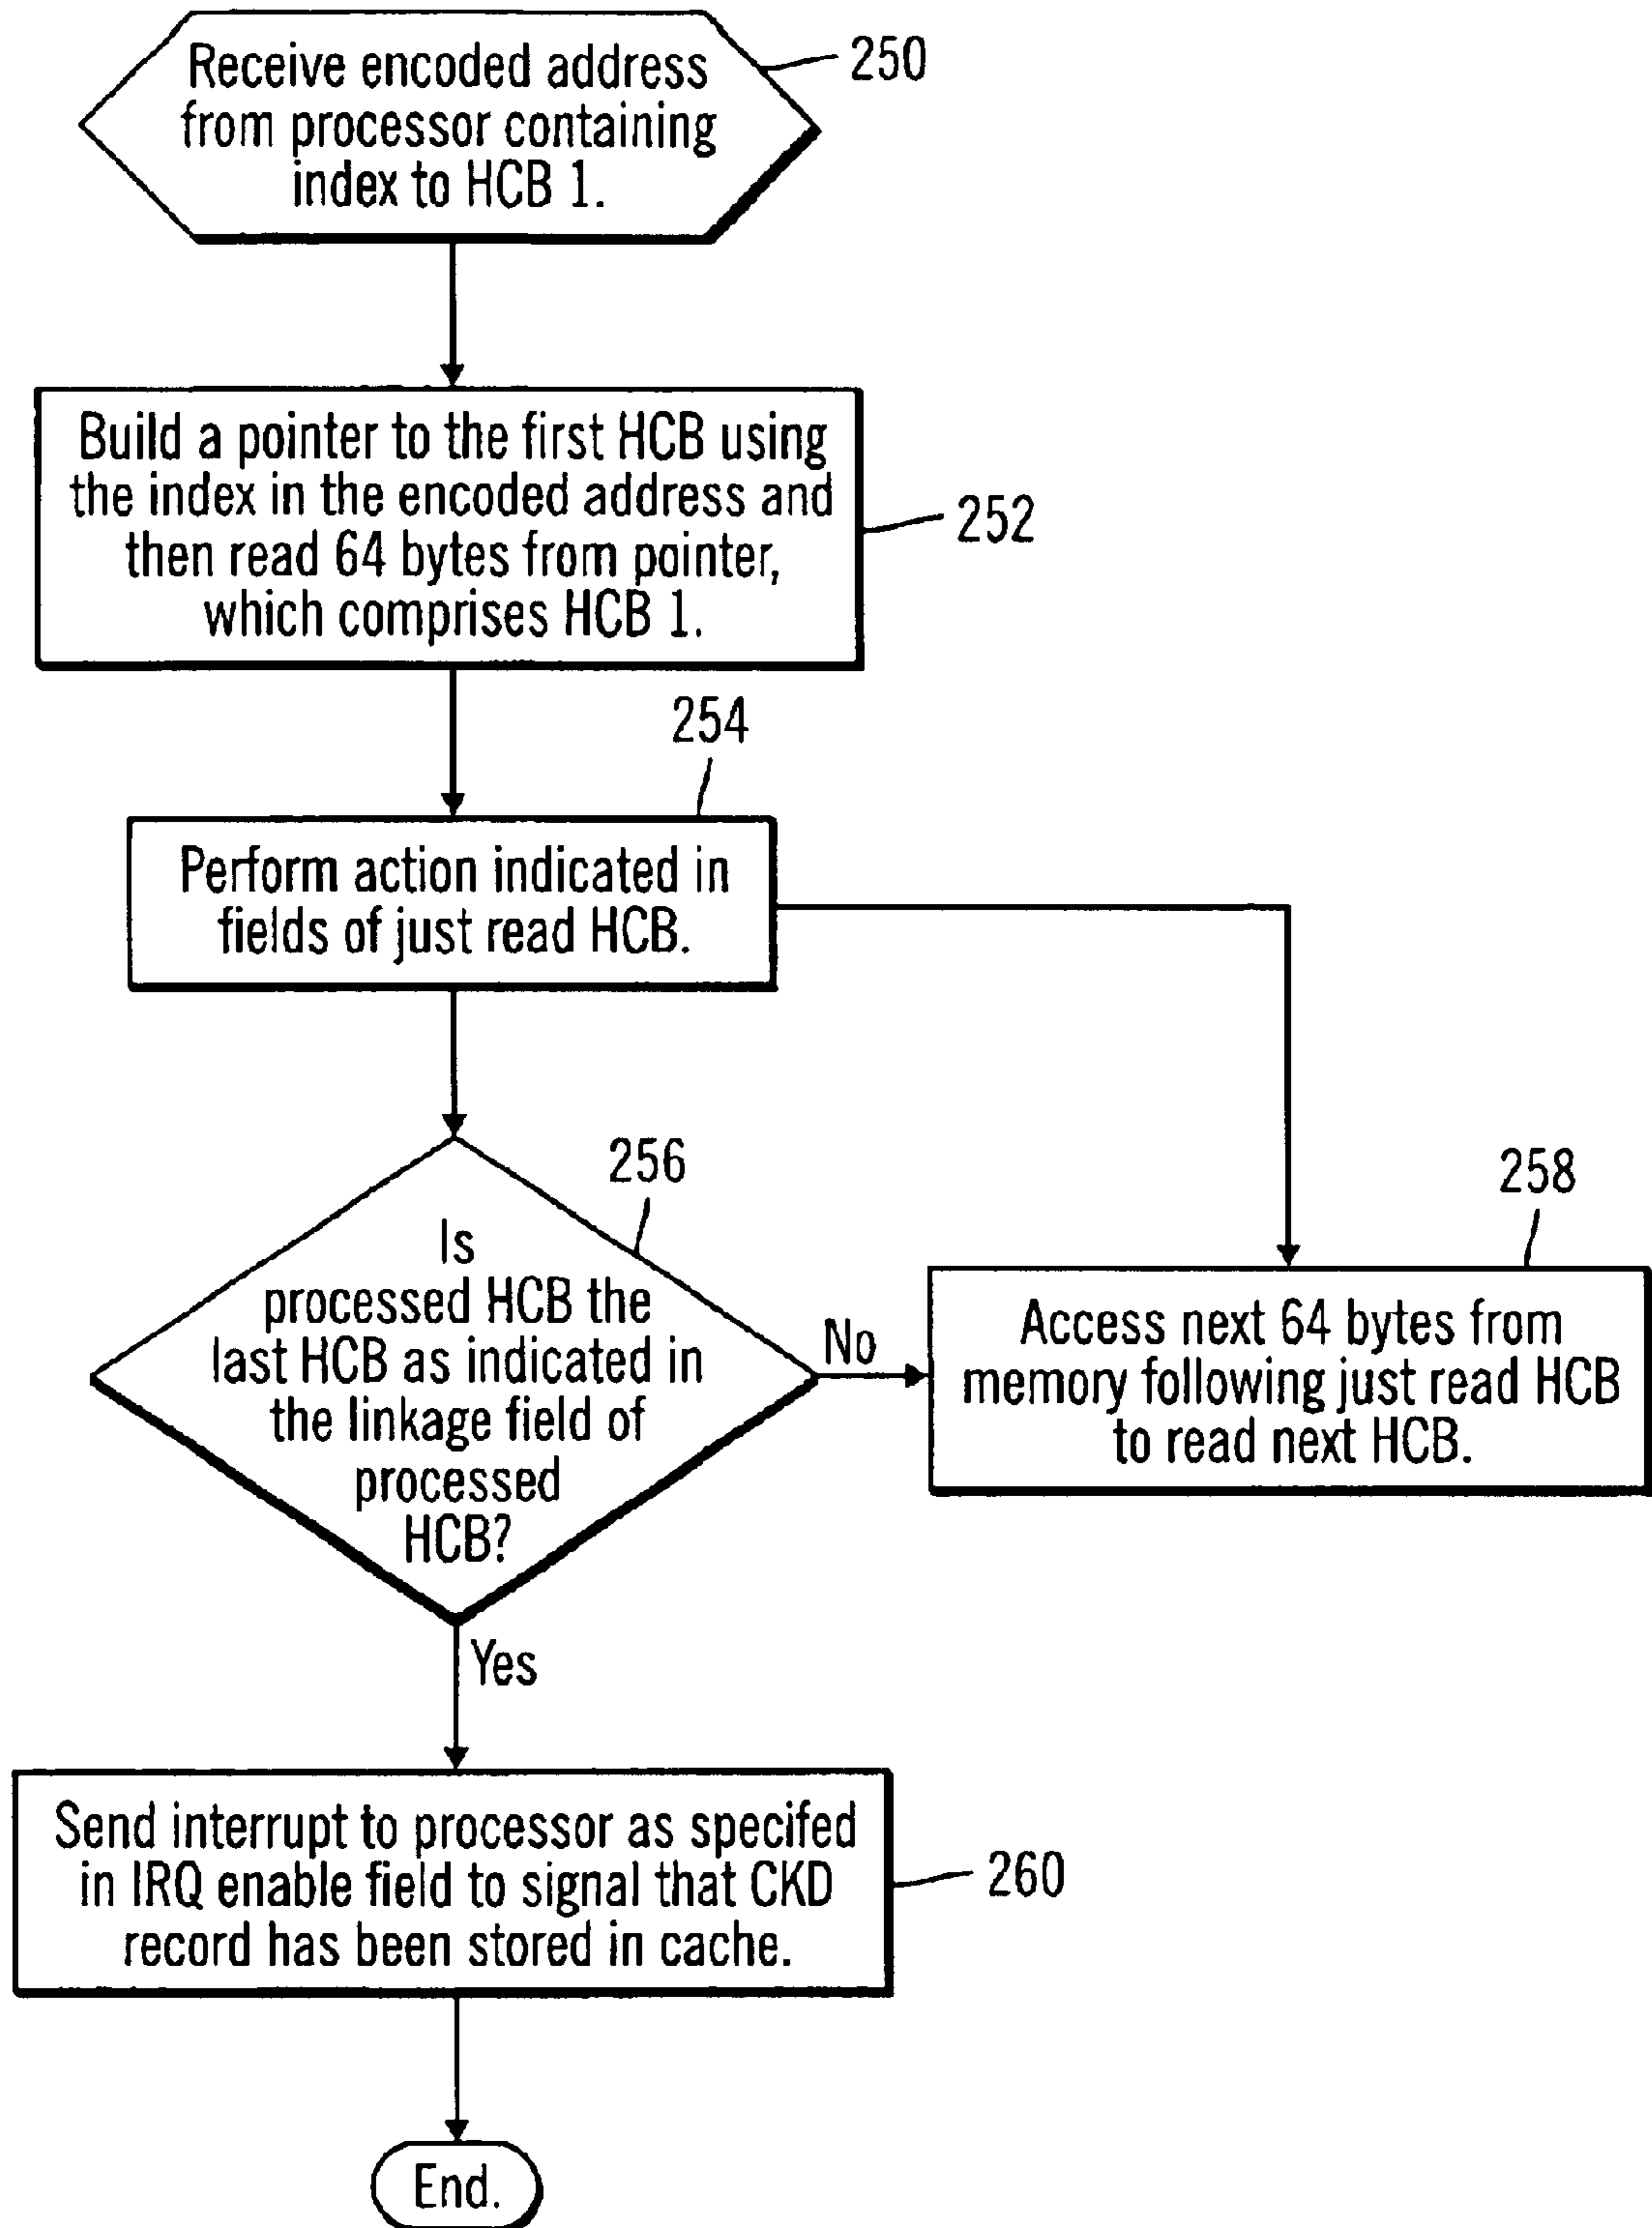 Receive encoded address
from processor containing
index to HCB 1.
250
Build a pointer to the first HCB using
the index in the encoded address and
then read 64 bytes from pointer,
which comprises HCB 1.
252
254
Perform action indicated in
fields of just read HCB.
256
Is
processed HCB the
last HCB as indicated in
the linkage field of
processed
HCB?
No
258
Access next 64 bytes from
memory following just read HCB
to read next HCB.
Yes
Send interrupt to processor as specifed
in IRQ enable field to signal that CKD
record has been stored in cache.
260
End.